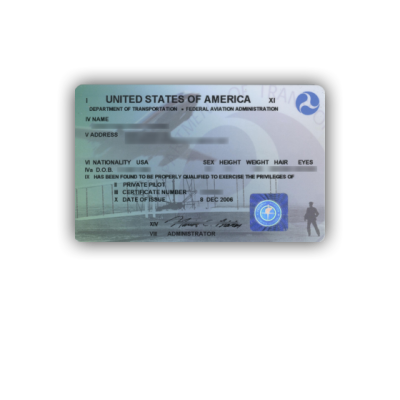 I UNITED STATES OF AMERICA XI
DEPARTMENT OF TRANSPORTATION • FEDERAL AVIATION ADMINISTRATION
IV NAME
V ADDRESS
VI NATIONALITY USA SEX HEIGHT WEIGHT HAIR EYES
IVa D.O.B.
IX HAS BEEN FOUND TO BE PROPERLY QUALIFIED TO EXERCISE THE PRIVILEGES OF
II PRIVATE PILOT
III CERTIFICATE NUMBER
X DATE OF ISSUE 8 DEC 2006
XIV
VIII ADMINISTRATOR